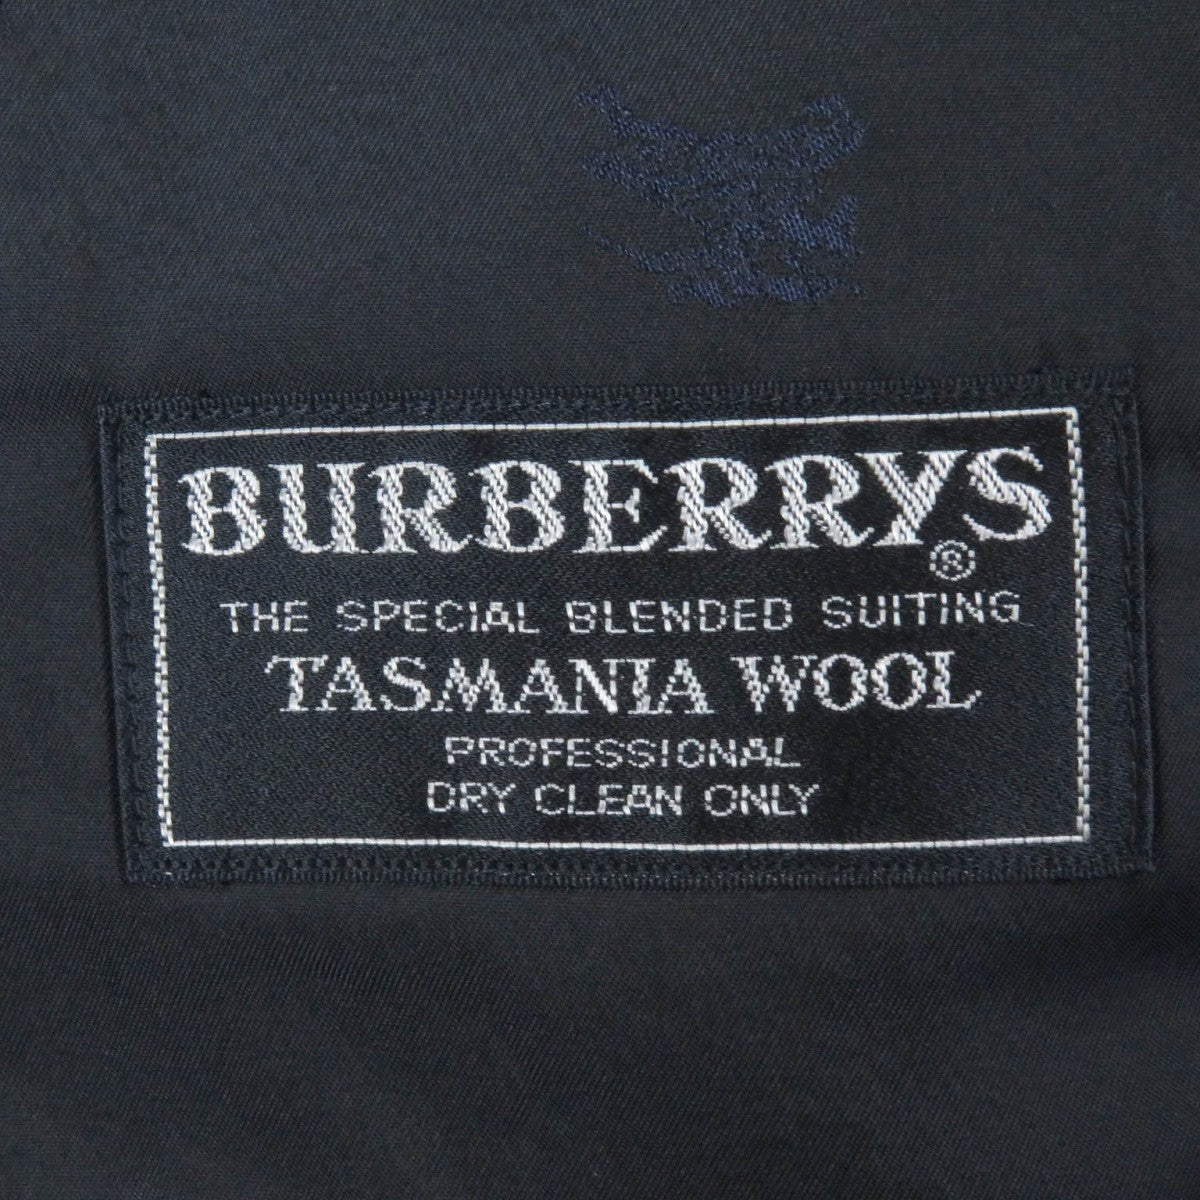 BURBERRYS
®
THE SPECIAL BLENDED SUITING
TASMANIA WOOL
PROFESSIONAL
DRY CLEAN ONLY